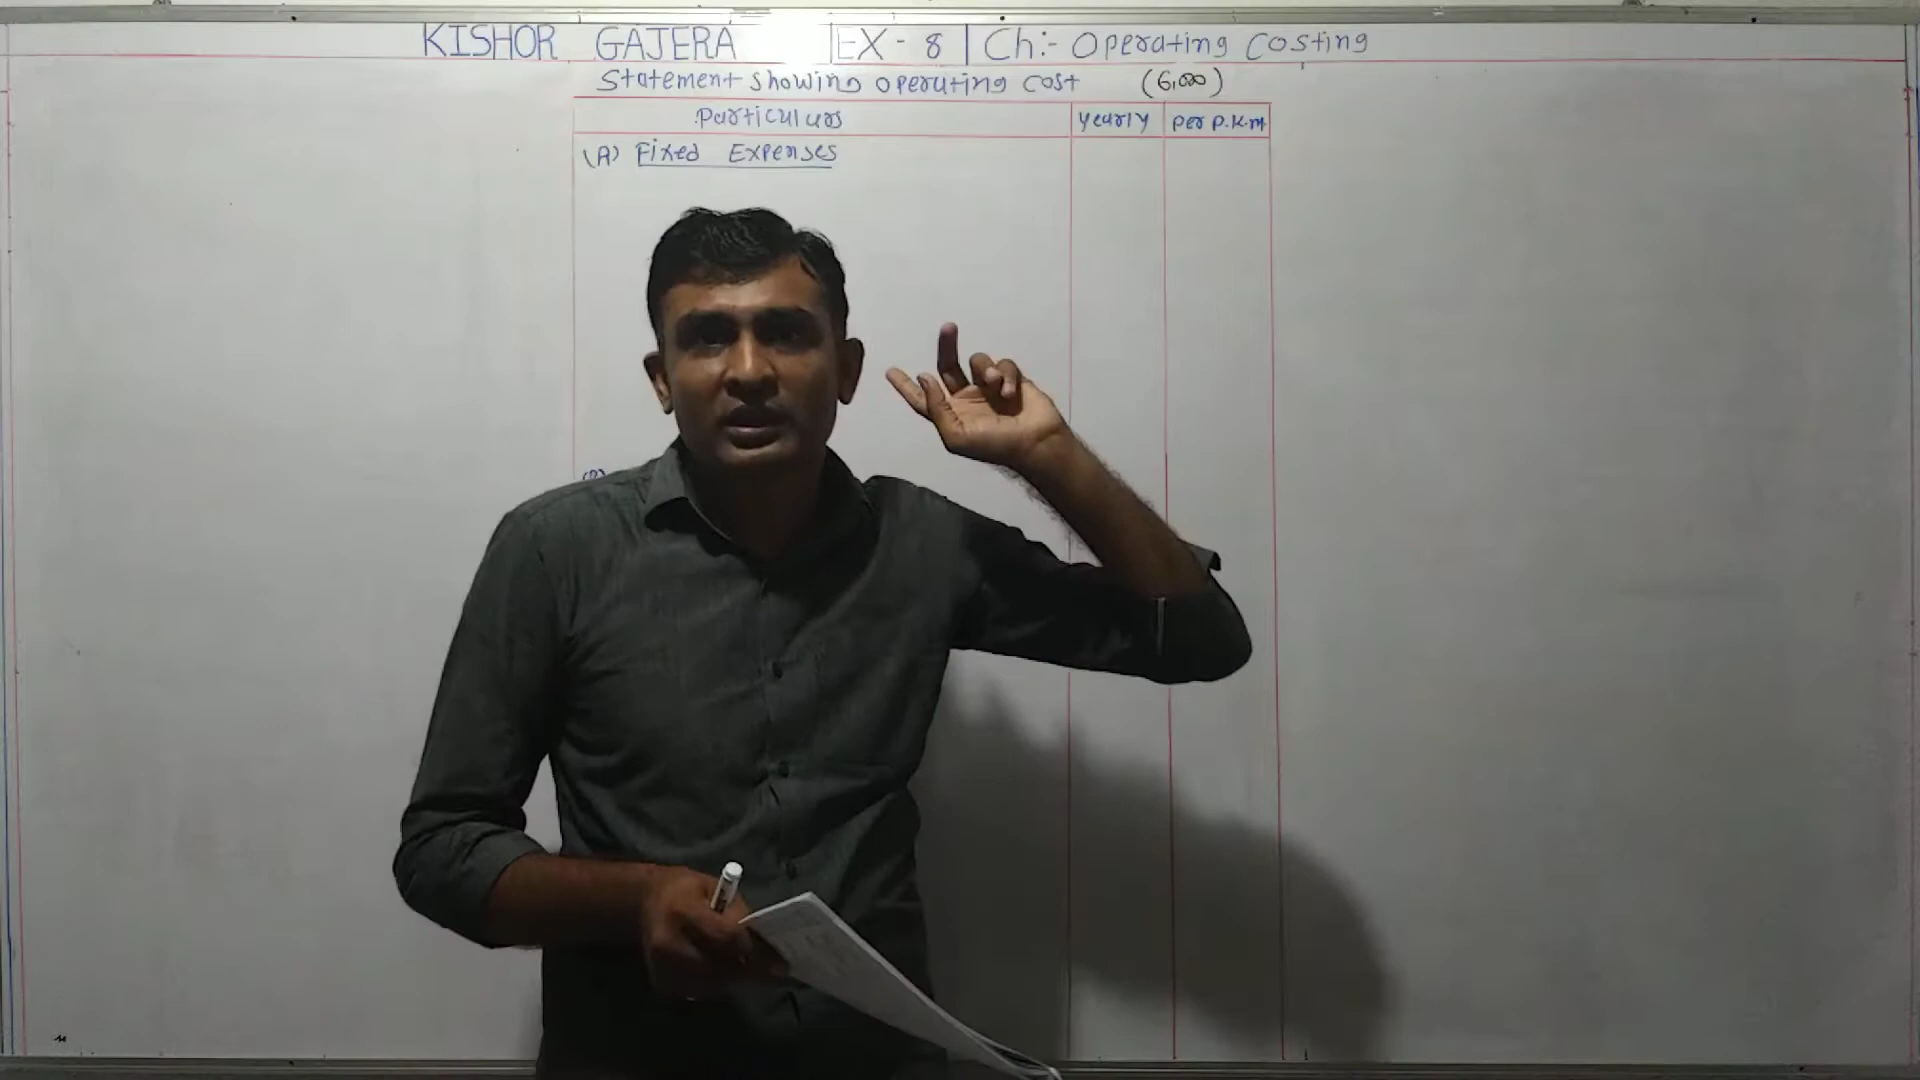 KISHOR GAJERA | EX - 8 | Ch:- Operating Costing
Statement showing operating cost (6,000)
Particulars yearly per P.K.m
(A) Fixed Expenses